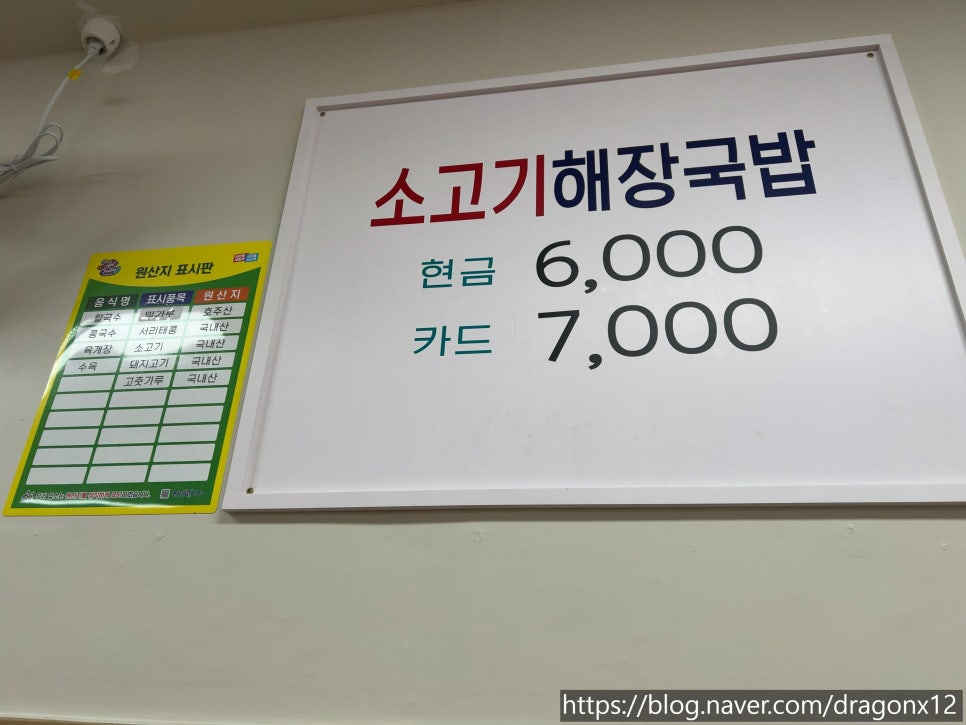 원산지 표시판
음식명 표시품목 원산지
칼국수 밀가루 호주산
콩국수 서리태콩 국내산
육개장 소고기 국내산
수육 돼지고기 국내산
고춧가루 국내산
소고기해장국밥
현금 6,000
카드 7,000
https://blog.naver.com/dragonx12